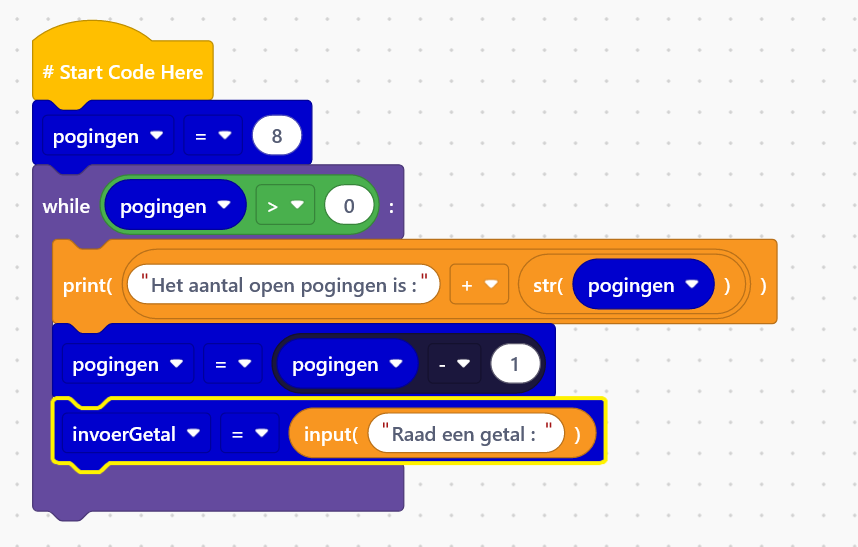 # Start Code Here
pogingen = 8
while pogingen > 0 :
print( "Het aantal open pogingen is : " + str( pogingen ) )
pogingen = pogingen - 1
invoerGetal = input( "Raad een getal : " )